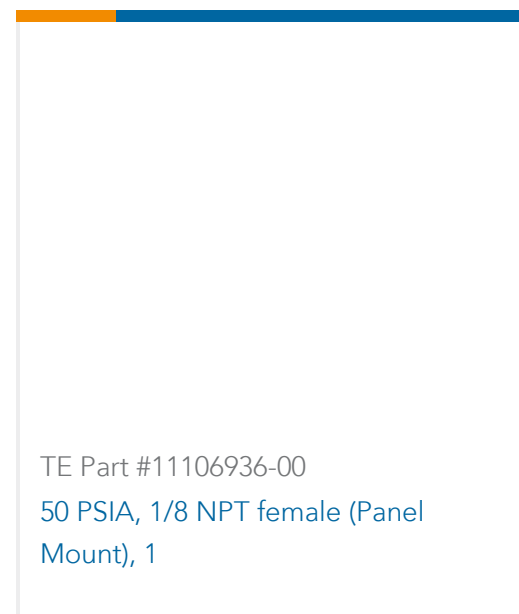 TE Part #11106936-00
50 PSIA, 1/8 NPT female (Panel
Mount), 1